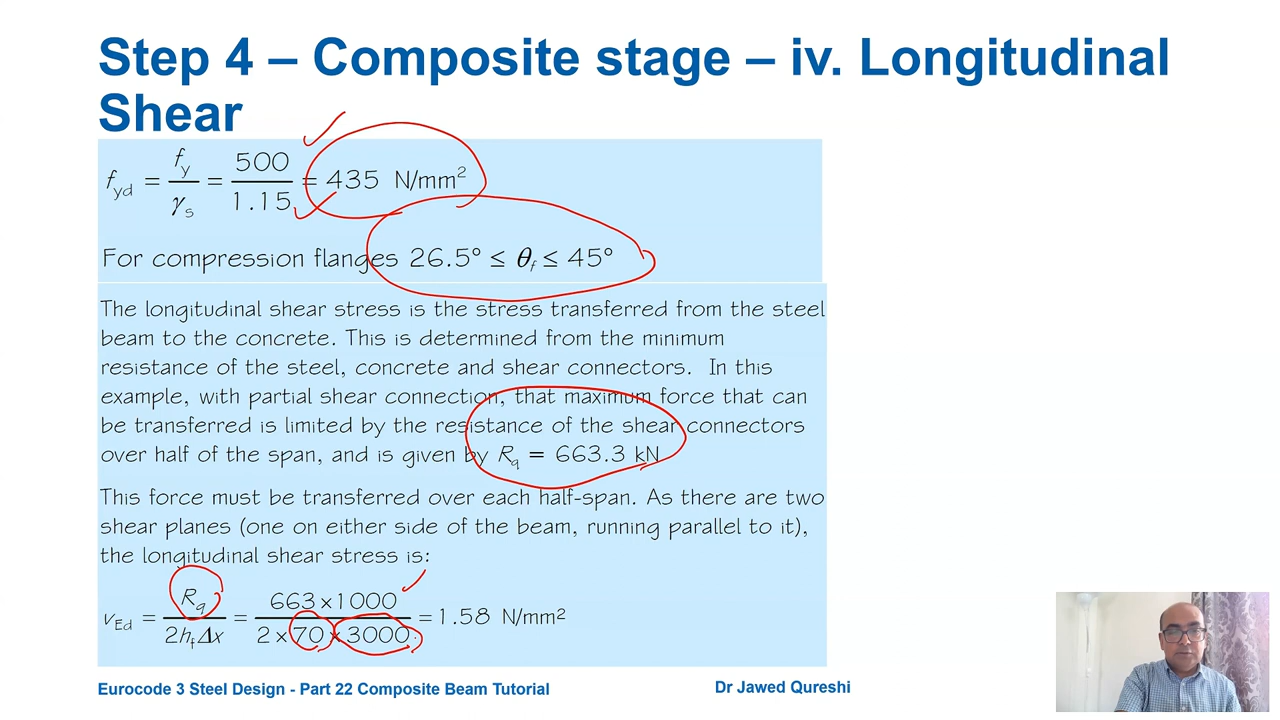 Step 4 – Composite stage – iv. Longitudinal
Shear
f_yd = f_y / γ_s = 500 / 1.15 = 435 N/mm²
For compression flanges 26.5° ≤ θ_f ≤ 45°
The longitudinal shear stress is the stress transferred from the steel
beam to the concrete. This is determined from the minimum
resistance of the steel, concrete and shear connectors. In this
example, with partial shear connection, that maximum force that can
be transferred is limited by the resistance of the shear connectors
over half of the span, and is given by R_q = 663.3 kN
This force must be transferred over each half-span. As there are two
shear planes (one on either side of the beam, running parallel to it),
the longitudinal shear stress is:
v_Ed = R_q / 2h_fΔx = 663×1000 / 2×70×3000 = 1.58 N/mm²
Eurocode 3 Steel Design - Part 22 Composite Beam Tutorial
Dr Jawed Qureshi